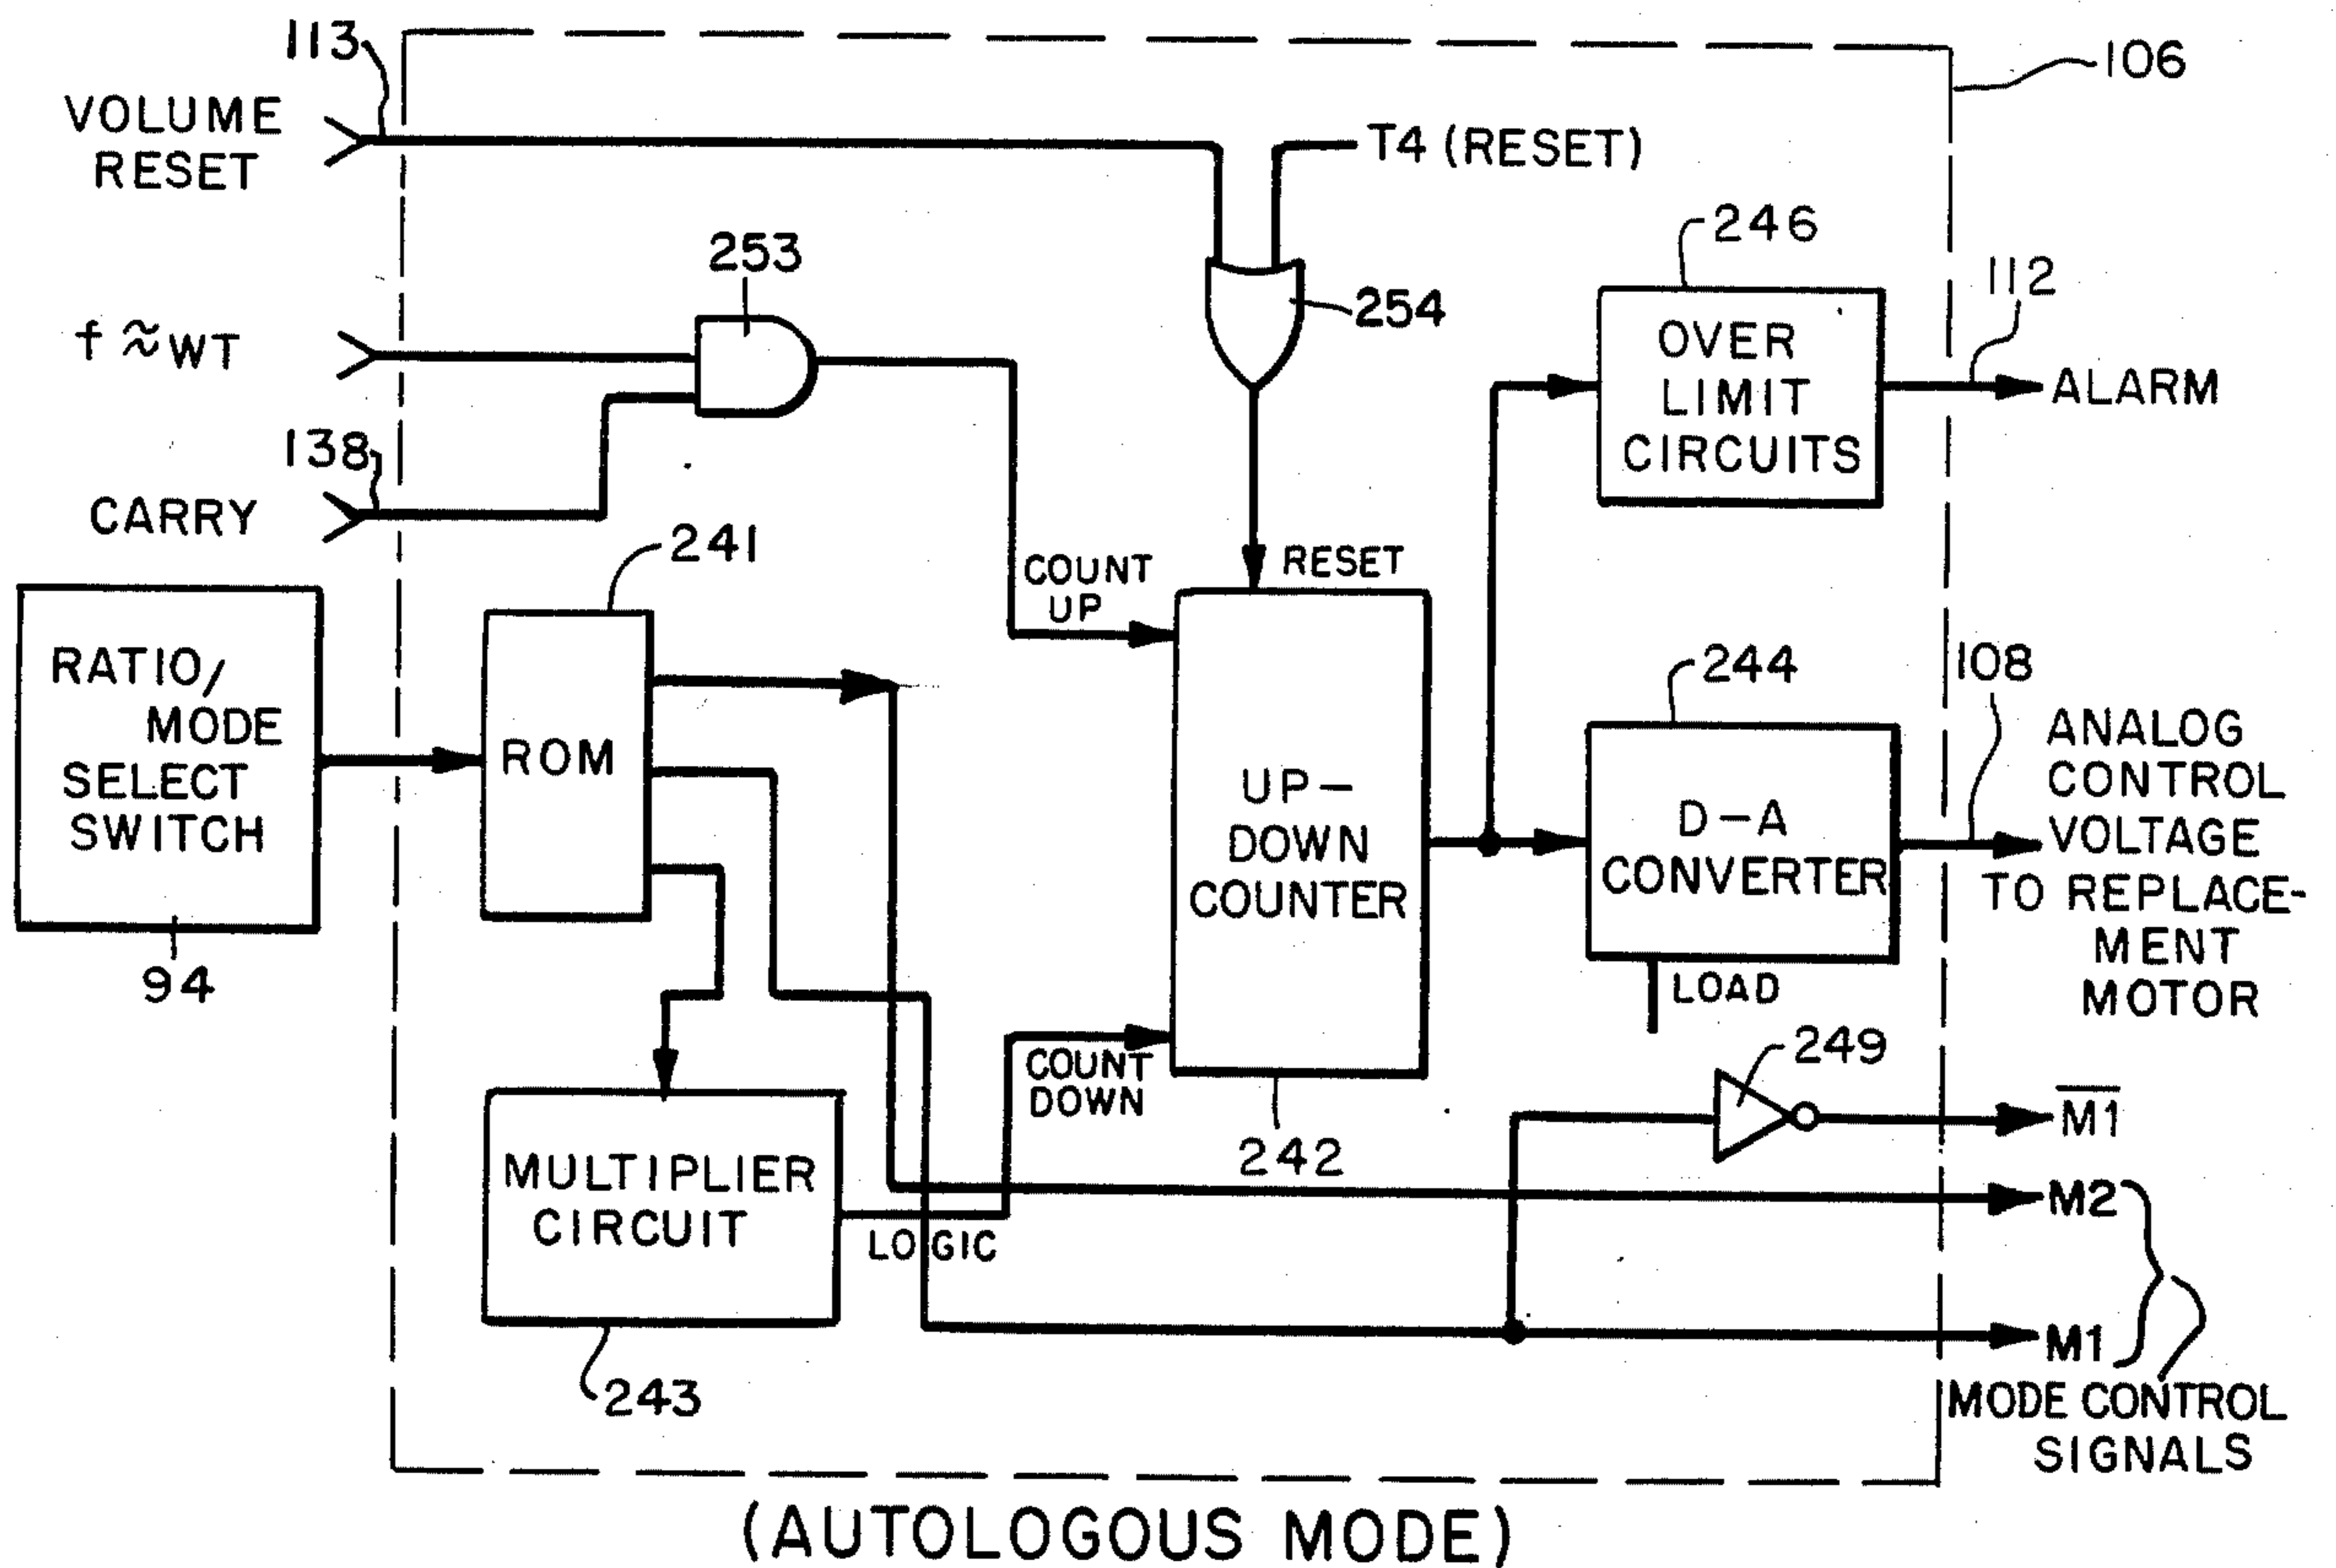 113
106
VOLUME
RESET
T4 (RESET)
246
253
254
112
f ≈ WT
OVER
LIMIT
CIRCUITS
ALARM
138
CARRY
241
COUNT
UP
RESET
RATIO/
MODE
SELECT
SWITCH
94
ROM
UP-
DOWN
COUNTER
244
108
D-A
CONVERTER
ANALOG
CONTROL
VOLTAGE
TO REPLACE-
MENT
MOTOR
LOAD
COUNT
DOWN
249
M1
242
MULTIPLIER
CIRCUIT
LOGIC
M2
M1
243
MODE CONTROL
SIGNALS
(AUTOLOGOUS MODE)